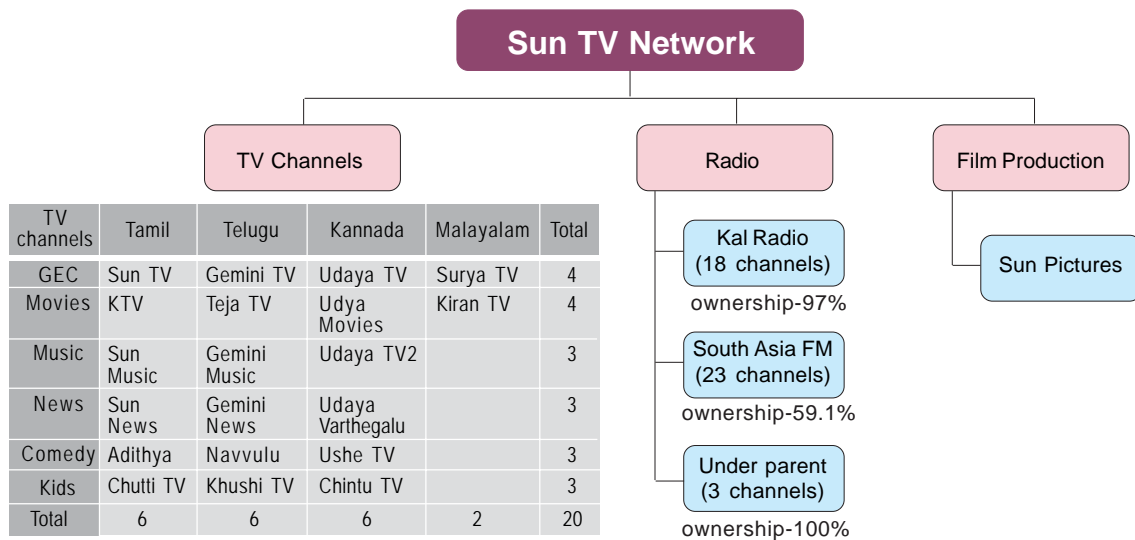 Sun TV Network
TV Channels
Radio
Film Production
TV channels Tamil Telugu Kannada Malayalam Total
GEC Sun TV Gemini TV Udaya TV Surya TV 4
Movies KTV Teja TV Udya Movies Kiran TV 4
Music Sun Music Gemini Music Udaya TV2 3
News Sun News Gemini News Udaya Varthegalu 3
Comedy Adithya Navvulu Ushe TV 3
Kids Chutti TV Khushi TV Chintu TV 3
Total 6 6 6 2 20
Kal Radio
(18 channels)
ownership-97%
South Asia FM
(23 channels)
ownership-59.1%
Under parent
(3 channels)
ownership-100%
Sun Pictures